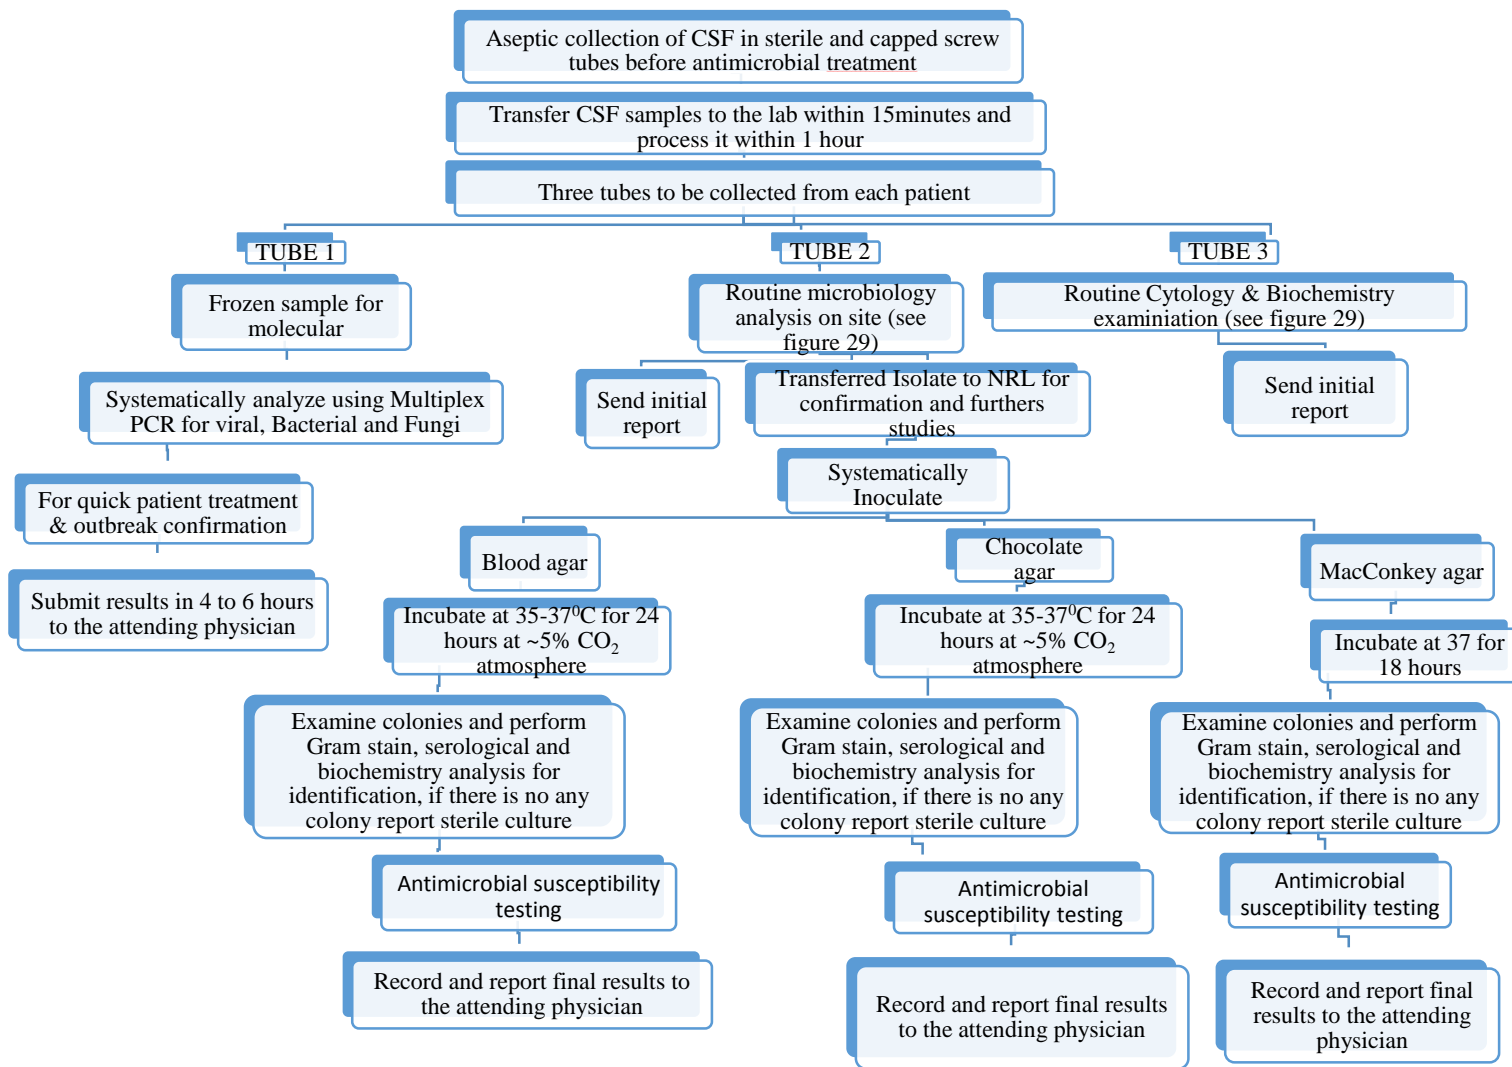 Aseptic collection of CSF in sterile and capped screw
tubes before antimicrobial treatment
Transfer CSF samples to the lab within 15minutes and
process it within 1 hour
Three tubes to be collected from each patient
TUBE 1
TUBE 2
TUBE 3
Frozen sample for
molecular
Routine microbiology
analysis on site (see
figure 29)
Routine Cytology & Biochemistry
examiniation (see figure 29)
Systematically analyze using Multiplex
PCR for viral, Bacterial and Fungi
Send initial
report
Transferred Isolate to NRL for
confirmation and furthers
studies
Send initial
report
For quick patient treatment
& outbreak confirmation
Systematically
Inoculate
Submit results in 4 to 6 hours
to the attending physician
Blood agar
Chocolate
agar
MacConkey agar
Incubate at 35-37⁰C for 24
hours at ~5% CO₂
atmosphere
Incubate at 35-37⁰C for 24
hours at ~5% CO₂
atmosphere
Incubate at 37 for
18 hours
Examine colonies and perform
Gram stain, serological and
biochemistry analysis for
identification, if there is no any
colony report sterile culture
Examine colonies and perform
Gram stain, serological and
biochemistry analysis for
identification, if there is no any
colony report sterile culture
Examine colonies and perform
Gram stain, serological and
biochemistry analysis for
identification, if there is no any
colony report sterile culture
Antimicrobial susceptibility
testing
Antimicrobial
susceptibility testing
Antimicrobial
susceptibility testing
Record and report final results to
the attending physician
Record and report final results
to the attending physician
Record and report final
results to the attending
physician